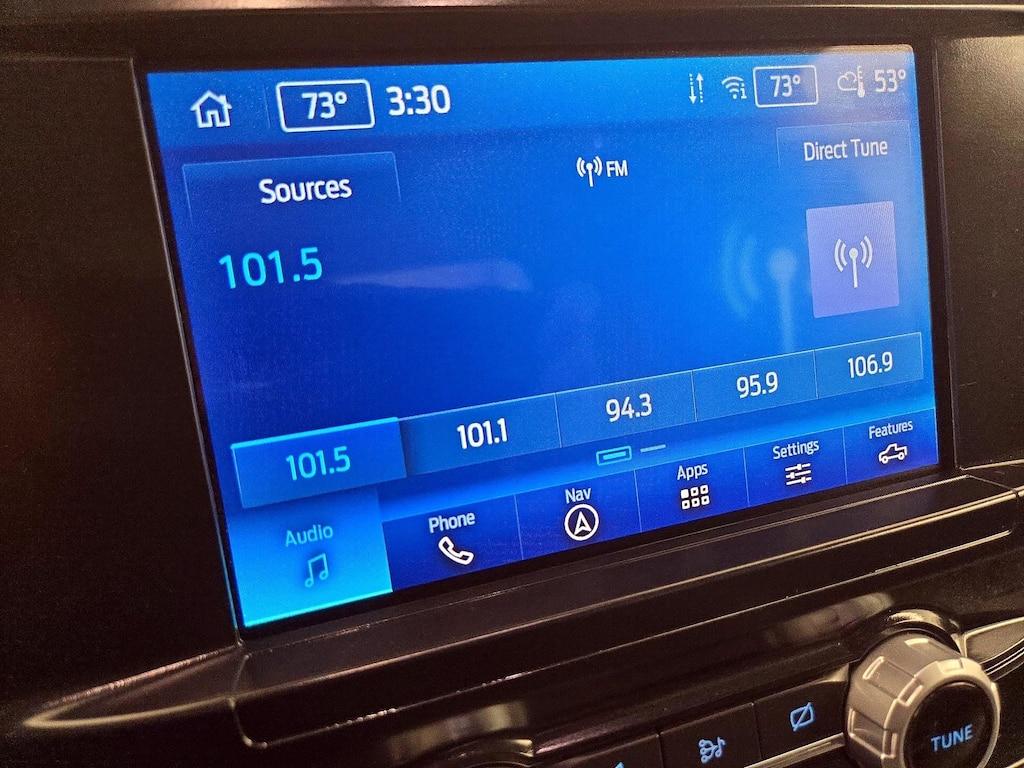 73° 3:30 73° 53°
Sources FM Direct Tune
101.5
101.5 101.1 94.3 95.9 106.9
Audio Phone Nav Apps Settings Features
TUNE